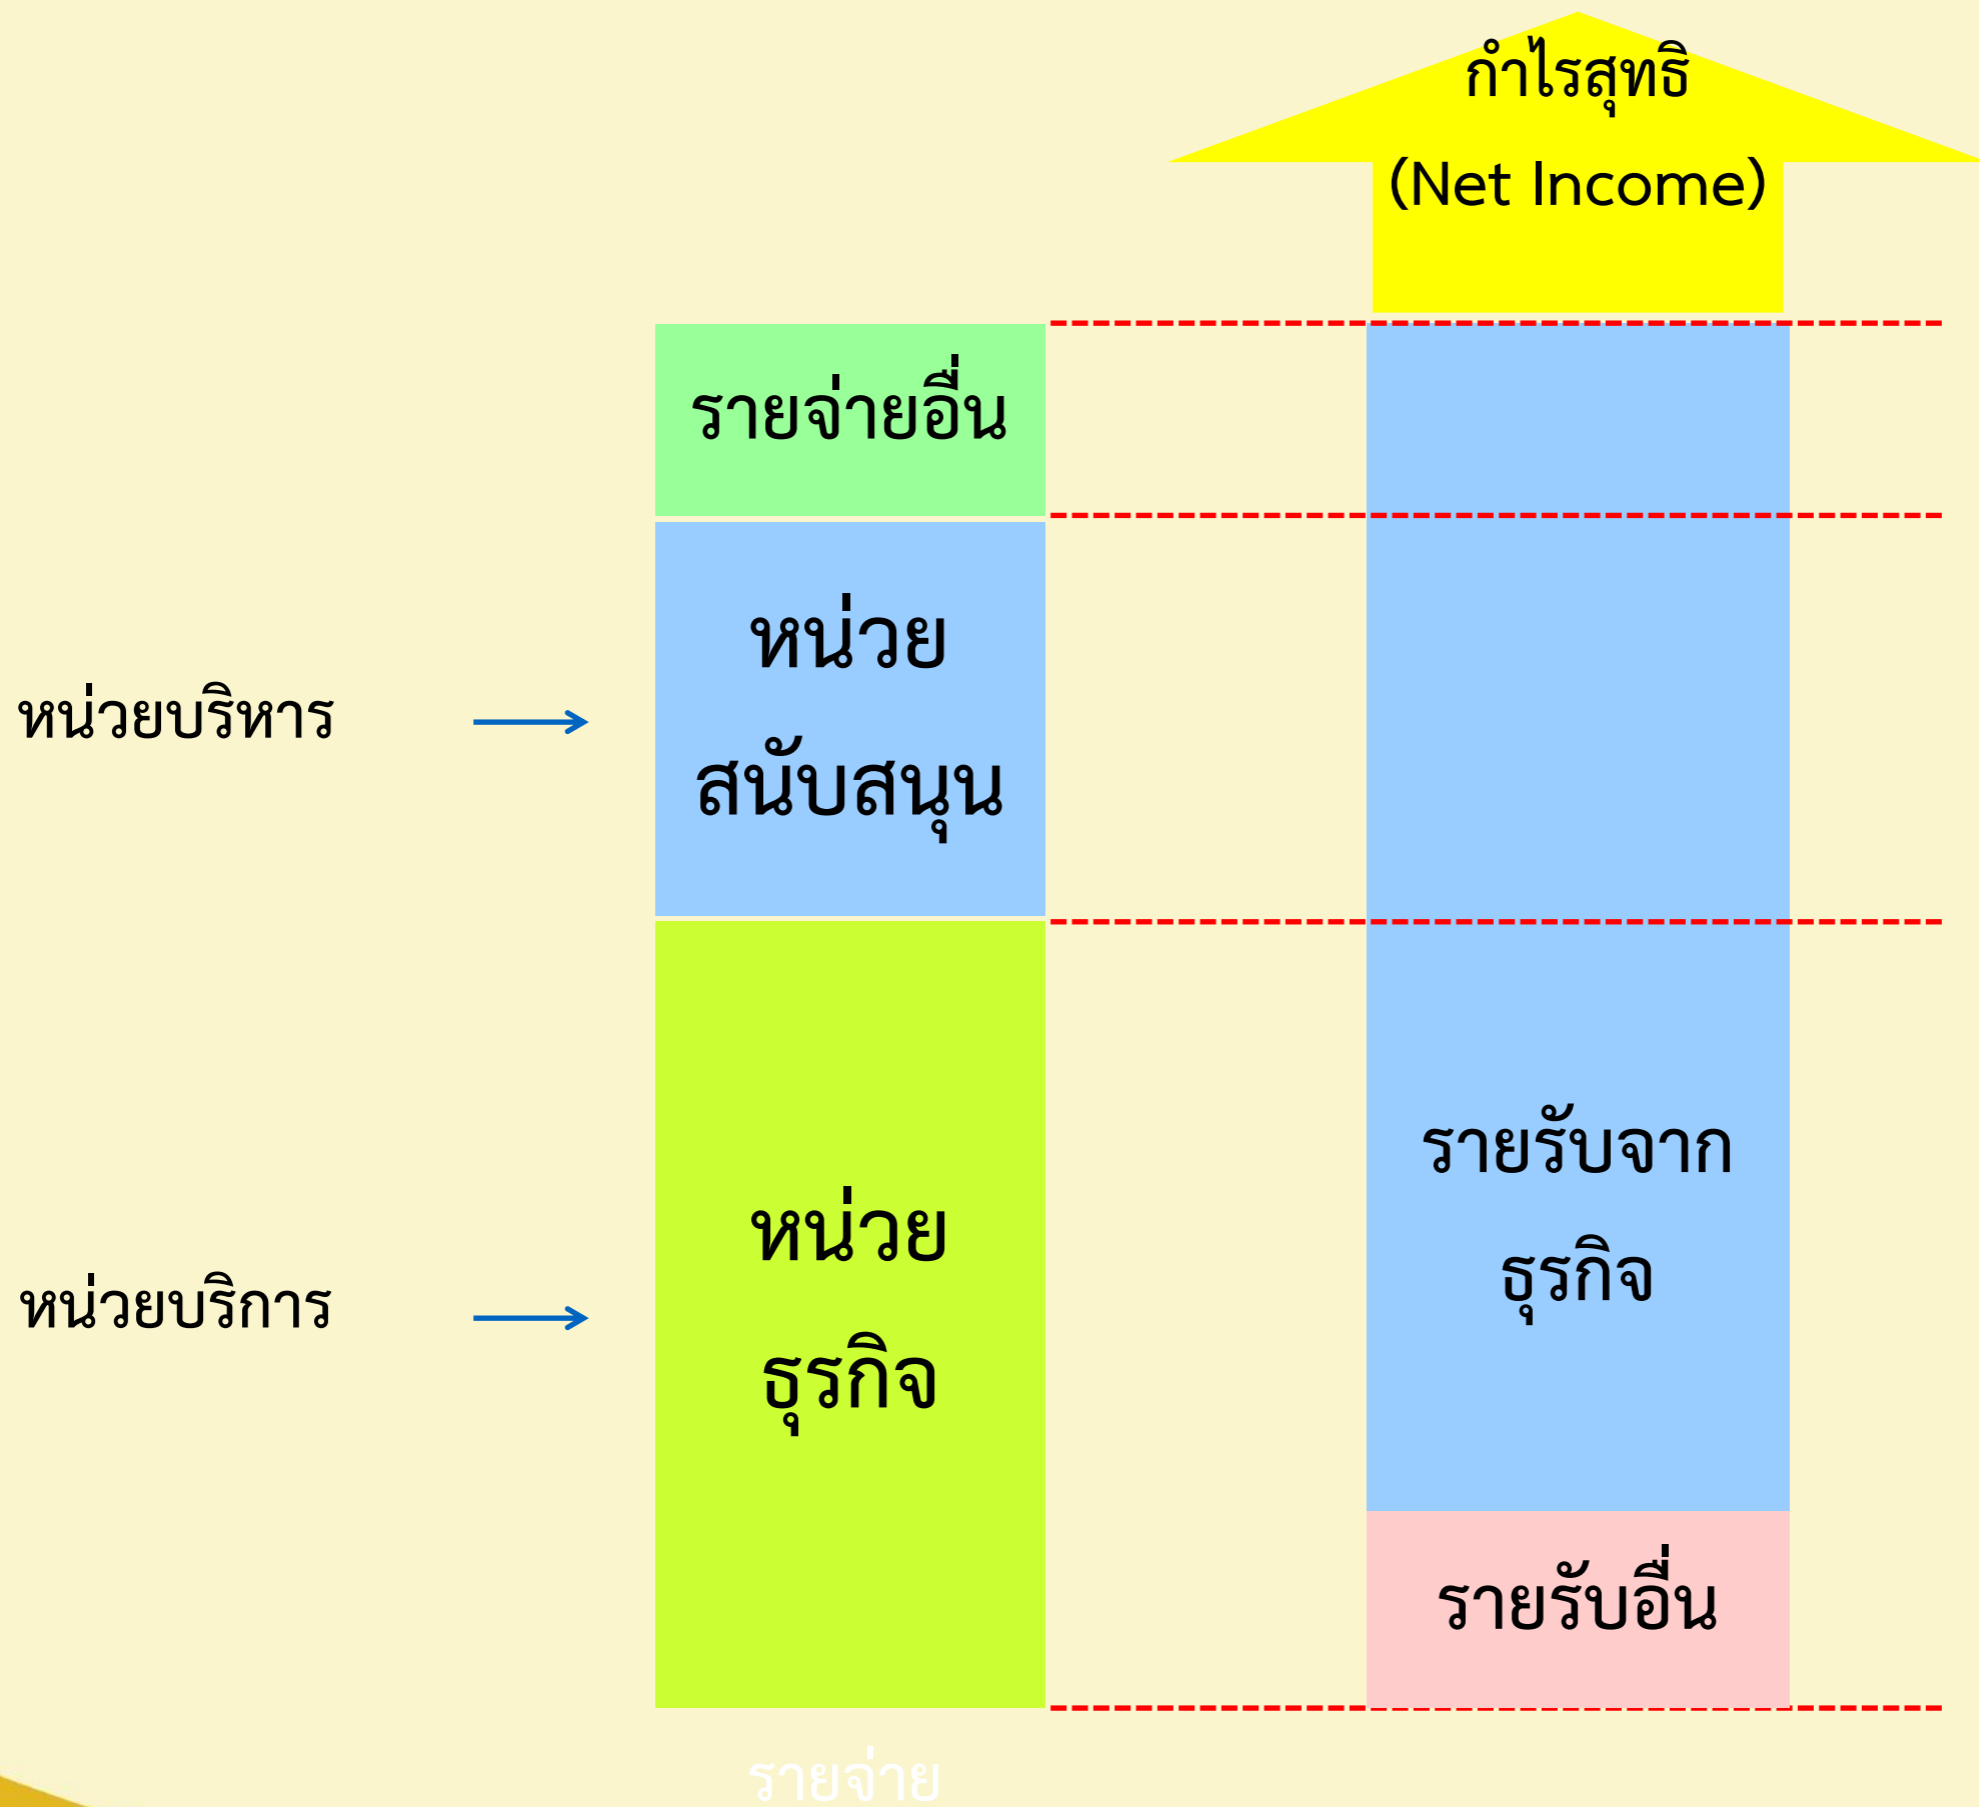 กำไรสุทธิ
(Net Income)
รายจ่ายอื่น
หน่วย
สนับสนุน
หน่วยบริหาร
หน่วย
ธุรกิจ
หน่วยบริการ
รายรับจาก
ธุรกิจ
รายรับอื่น
รายจ่าย